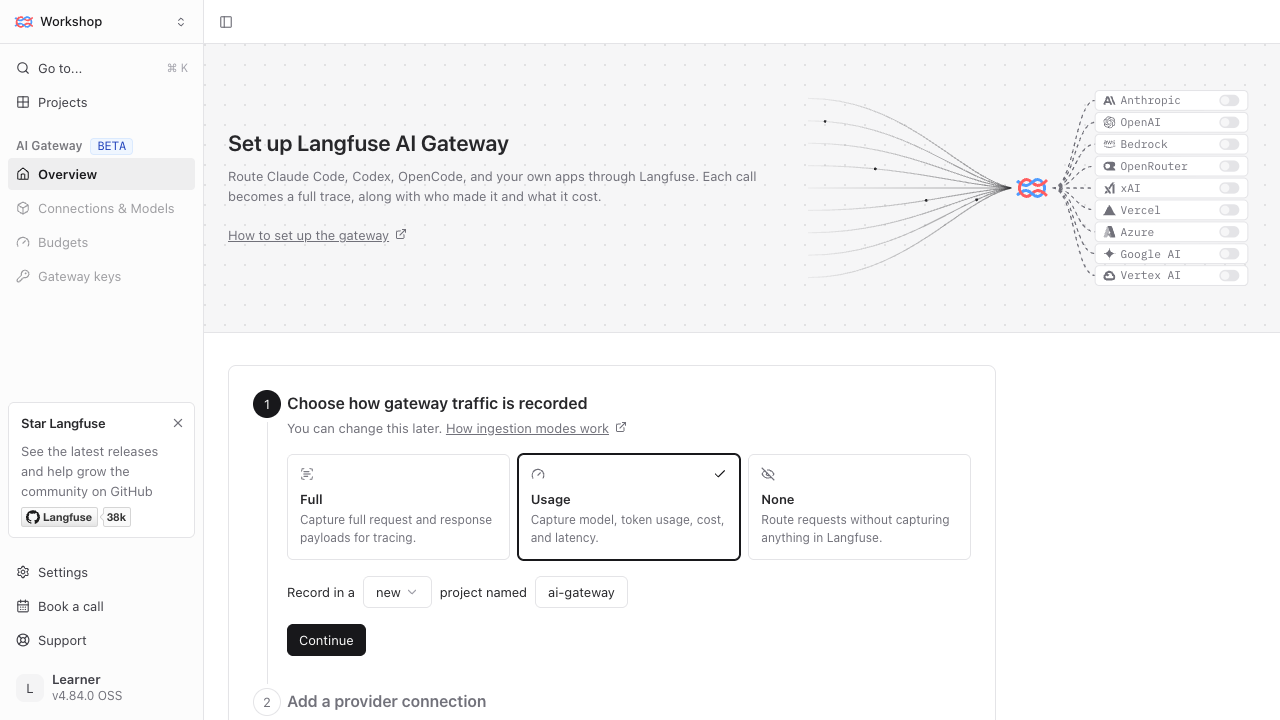 Workshop
Go to...
⌘ K
Projects
AI Gateway BETA
Overview
Connections & Models
Budgets
Gateway keys
Star Langfuse
See the latest releases
and help grow the
community on GitHub
Langfuse 38k
Settings
Book a call
Support
L
Learner
v4.84.0 OSS
Set up Langfuse AI Gateway
Route Claude Code, Codex, OpenCode, and your own apps through Langfuse. Each call
becomes a full trace, along with who made it and what it cost.
How to set up the gateway
Anthropic
OpenAI
Bedrock
OpenRouter
xAI
Vercel
Azure
Google AI
Vertex AI
1 Choose how gateway traffic is recorded
You can change this later. How ingestion modes work
Full
Capture full request and response
payloads for tracing.
Usage
Capture model, token usage, cost,
and latency.
None
Route requests without capturing
anything in Langfuse.
Record in a new project named ai-gateway
Continue
2 Add a provider connection